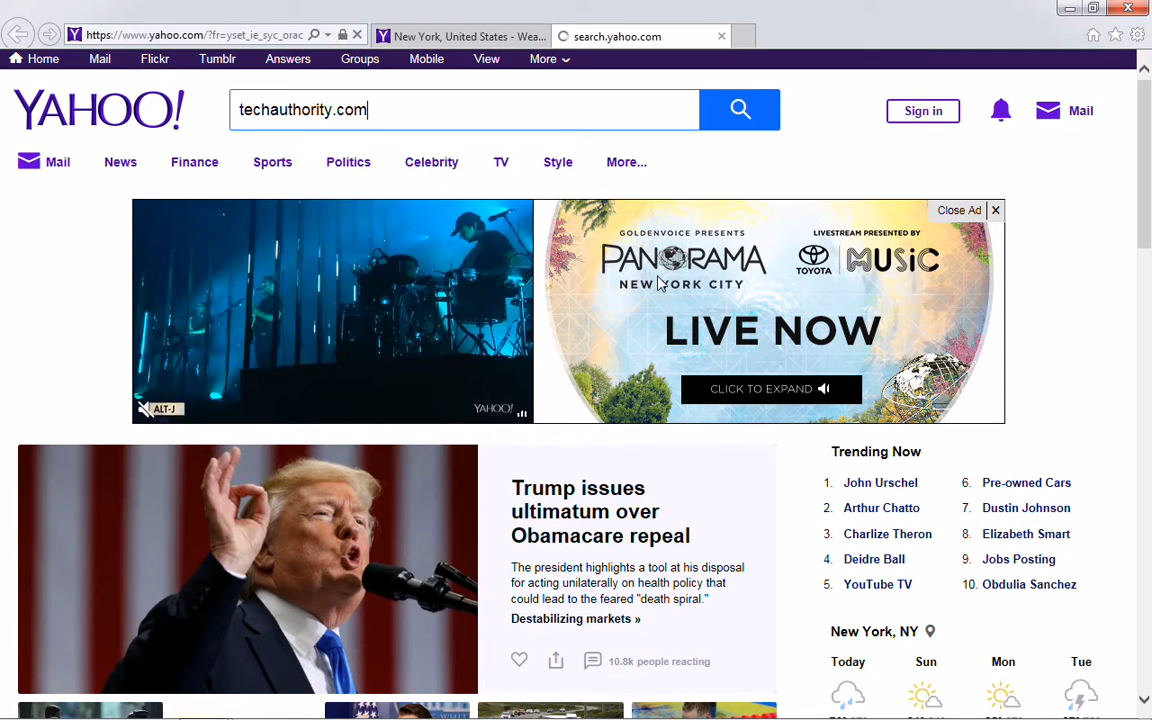 https://www.yahoo.com/?fr=yset_ie_syc_orac
New York, United States - Wea...
search.yahoo.com
Home Mail Flickr Tumblr Answers Groups Mobile View More
YAHOO!
techauthority.com
Sign in
Mail
Mail News Finance Sports Politics Celebrity TV Style More...
Close Ad X
GOLDENVOICE PRESENTS
PANORAMA
NEW YORK CITY
LIVESTREAM PRESENTED BY
TOYOTA
MUSiC
LIVE NOW
CLICK TO EXPAND
ALT-J
YAHOO!
Trump issues
ultimatum over
Obamacare repeal
The president highlights a tool at his disposal
for acting unilaterally on health policy that
could lead to the feared "death spiral."
Destabilizing markets »
10.8k people reacting
Trending Now
1. John Urschel
2. Arthur Chatto
3. Charlize Theron
4. Deidre Ball
5. YouTube TV
6. Pre-owned Cars
7. Dustin Johnson
8. Elizabeth Smart
9. Jobs Posting
10. Obdulia Sanchez
New York, NY
Today Sun Mon Tue